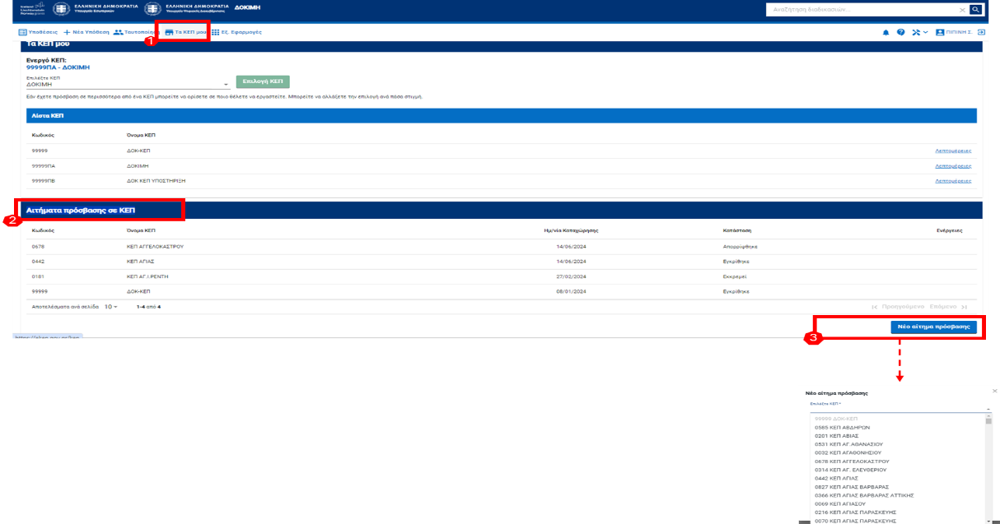 Iceland
Liechtenstein
Norway grants
ΕΛΛΗΝΙΚΗ ΔΗΜΟΚΡΑΤΙΑ
Υπουργείο Εσωτερικών
ΕΛΛΗΝΙΚΗ ΔΗΜΟΚΡΑΤΙΑ
Υπουργείο Ψηφιακής Διακυβέρνησης
ΔΟΚΙΜΗ
Αναζήτηση διαδικασιών...
Υποθέσεις Νέα Υπόθεση Ταυτοποίηση Τα ΚΕΠ μου Εξ. Εφαρμογές ΠΙΠΙΝΗ Σ.
1
Τα ΚΕΠ μου
Ενεργό ΚΕΠ:
99999ΠΑ - ΔΟΚΙΜΗ
Επιλέξτε ΚΕΠ
ΔΟΚΙΜΗ
Επιλογή ΚΕΠ
Εάν έχετε πρόσβαση σε περισσότερα από ένα ΚΕΠ μπορείτε να ορίσετε σε ποιο θέλετε να εργαστείτε. Μπορείτε να αλλάξετε την επιλογή ανά πάσα στιγμή.
Λίστα ΚΕΠ
Κωδικός Όνομα ΚΕΠ
99999 ΔΟΚ-ΚΕΠ Λεπτομέρειες
99999ΠΑ ΔΟΚΙΜΗ Λεπτομέρειες
99999ΠΒ ΔΟΚ ΚΕΠ ΥΠΟΣΤΗΡΙΞΗ Λεπτομέρειες
Αιτήματα πρόσβασης σε ΚΕΠ
2
Κωδικός Όνομα ΚΕΠ Ημ/νία Καταχώρησης Κατάσταση Ενέργειες
0678 ΚΕΠ ΑΓΓΕΛΟΚΑΣΤΡΟΥ 14/06/2024 Απορρίφθηκε
0442 ΚΕΠ ΑΓΙΑΣ 14/06/2024 Εγκρίθηκε
0181 ΚΕΠ ΑΓ.Ι.ΡΕΝΤΗ 27/02/2024 Εκκρεμεί
99999 ΔΟΚ-ΚΕΠ 08/01/2024 Εγκρίθηκε
Αποτελέσματα ανά σελίδα 10 1-4 από 4 Προηγούμενο Επόμενο
Νέο αίτημα πρόσβασης
3
Νέο αίτημα πρόσβασης
Επιλέξτε ΚΕΠ *
99999 ΔΟΚ-ΚΕΠ
0585 ΚΕΠ ΑΒΔΗΡΩΝ
0201 ΚΕΠ ΑΒΙΑΣ
0531 ΚΕΠ ΑΓ.ΑΘΑΝΑΣΙΟΥ
0032 ΚΕΠ ΑΓΑΘΟΝΗΣΙΟΥ
0678 ΚΕΠ ΑΓΓΕΛΟΚΑΣΤΡΟΥ
0314 ΚΕΠ ΑΓ. ΕΛΕΥΘΕΡΙΟΥ
0442 ΚΕΠ ΑΓΙΑΣ
0827 ΚΕΠ ΑΓΙΑΣ ΒΑΡΒΑΡΑΣ
0366 ΚΕΠ ΑΓΙΑΣ ΒΑΡΒΑΡΑΣ ΑΤΤΙΚΗΣ
0069 ΚΕΠ ΑΓΙΑΣΟΥ
0216 ΚΕΠ ΑΓΙΑΣ ΠΑΡΑΣΚΕΥΗΣ
0070 ΚΕΠ ΑΓΙΑΣ ΠΑΡΑΣΚΕΥΗΣ